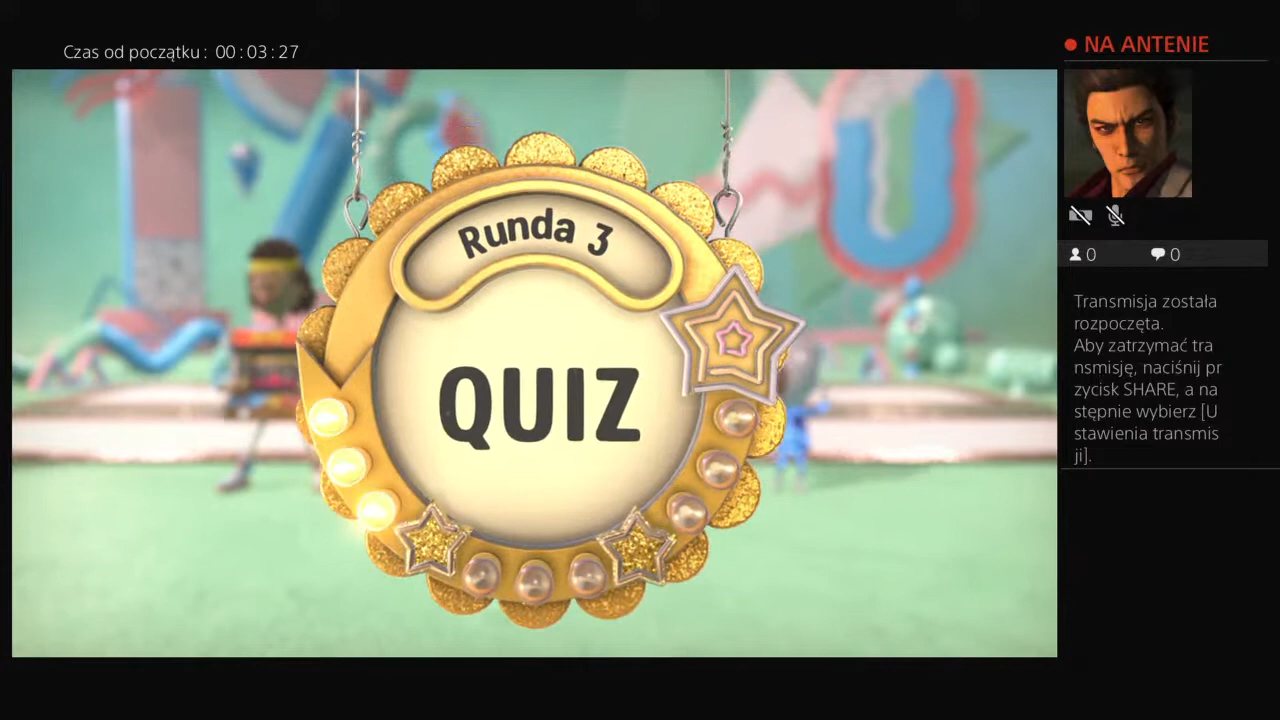 Czas od początku : 00 : 03 : 27
NA ANTENIE
Runda 3
QUIZ
0 0
Transmisja została
rozpoczęta.
Aby zatrzymać tra
nsmisję, naciśnij pr
zycisk SHARE, a na
stępnie wybierz [U
stawienia transmis
ji].